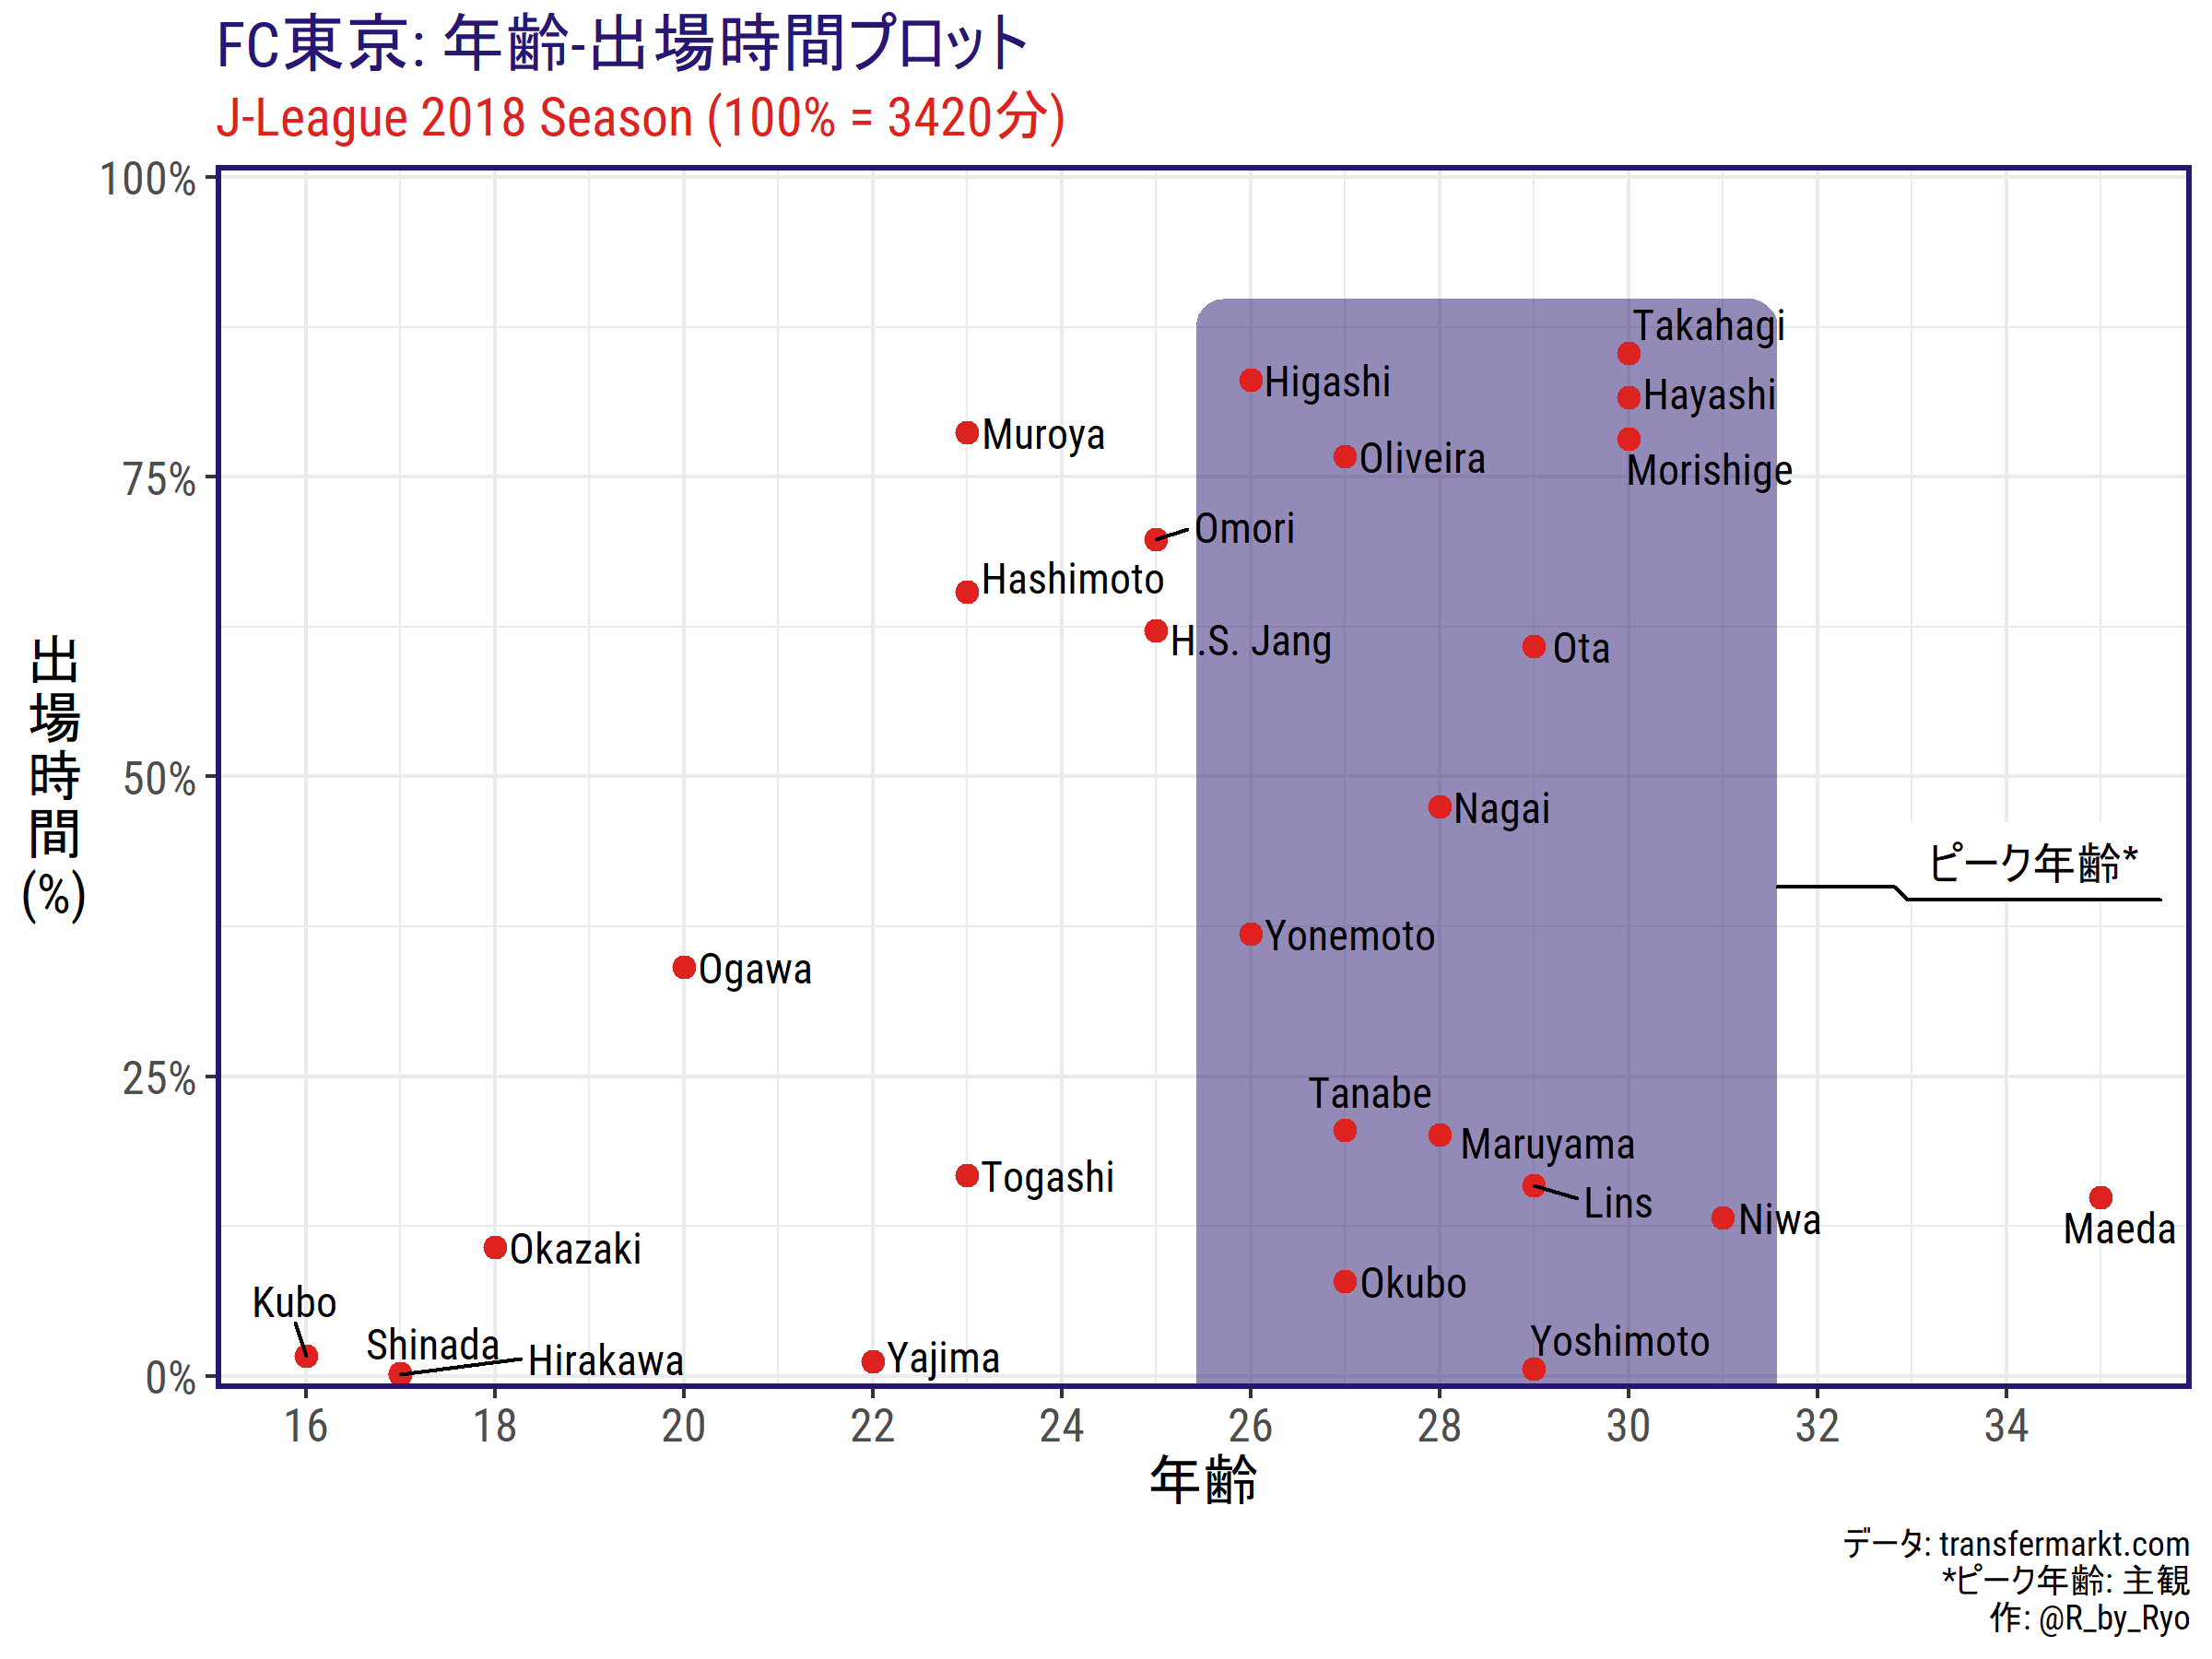 FC東京: 年齢-出場時間プロット
J-League 2018 Season (100% = 3420分)
100%
75%
50%
25%
0%
出場時間(%)
Takahagi
Higashi
Hayashi
Muroya
Oliveira
Morishige
Omori
Hashimoto
H.S. Jang
Ota
Nagai
ピーク年齢*
Yonemoto
Ogawa
Tanabe
Maruyama
Togashi
Lins
Niwa
Maeda
Okazaki
Okubo
Kubo
Shinada
Hirakawa
Yajima
Yoshimoto
16 18 20 22 24 26 28 30 32 34
年齢
データ: transfermarkt.com
*ピーク年齢: 主観
作: @R_by_Ryo